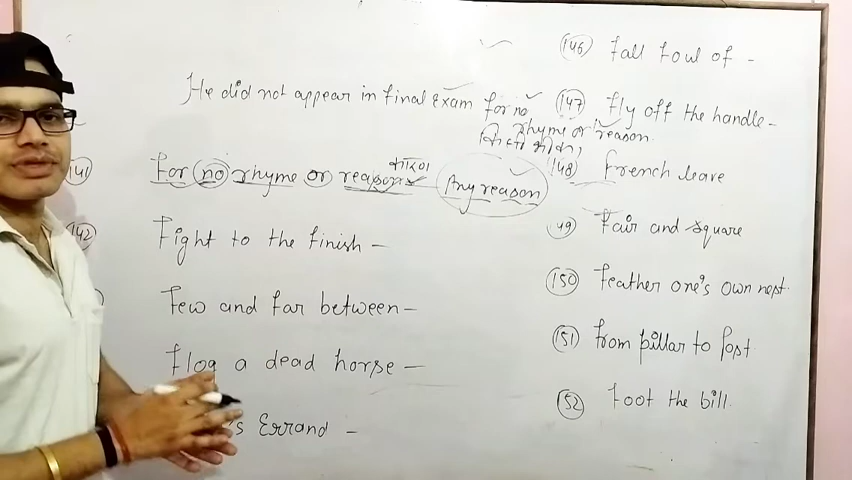 He did not appear in final Exam for no
rhyme or reason.
(141) For no rhyme or reason कारण Any reason
(142) Fight to the finish –
Few and far between –
Flog a dead horse –
's Errand –
(146) Fall foul of –
(147) Fly off the handle –
(148) French leave
(149) Fair and square
(150) Feather one's own nest.
(151) From pillar to Post
(152) Foot the bill.